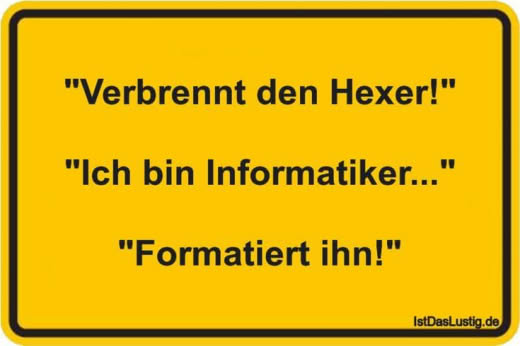 "Verbrennt den Hexer!"
"Ich bin Informatiker..."
"Formatiert ihn!"
IstDasLustig.de